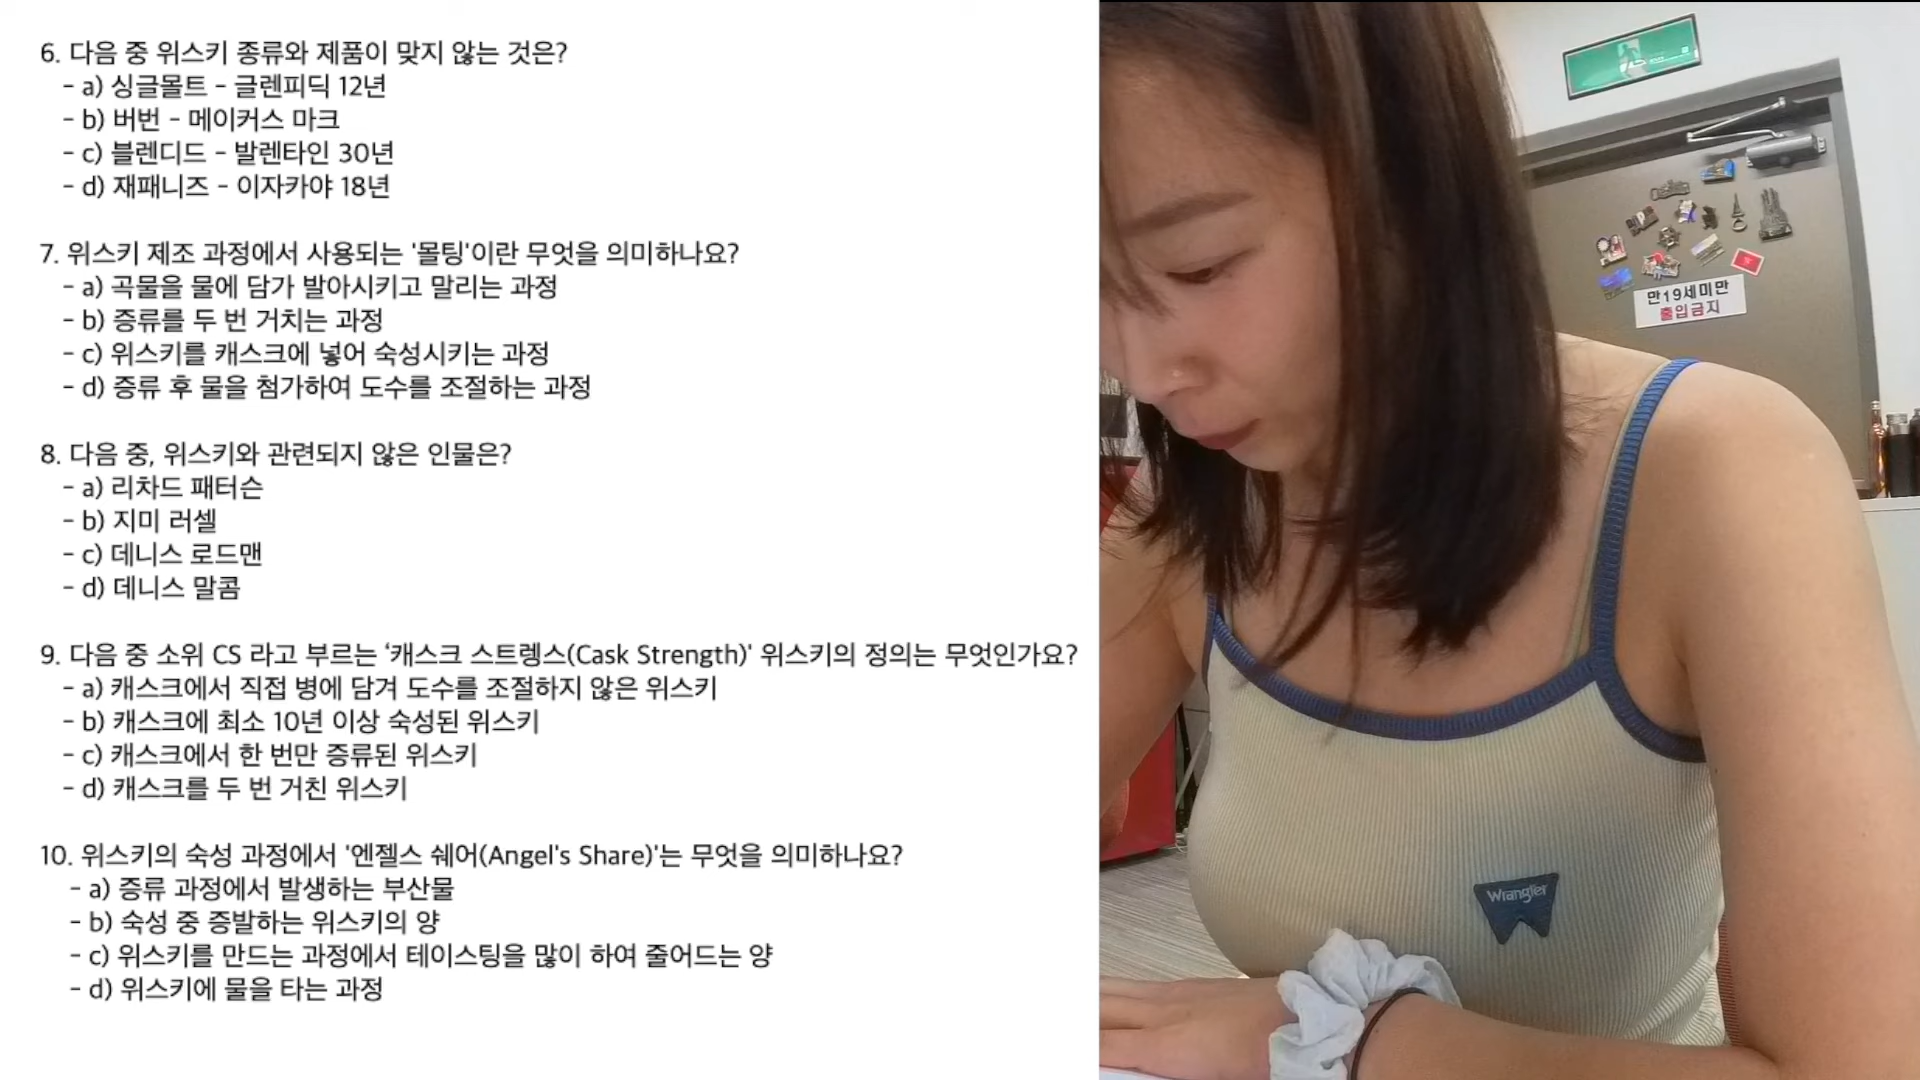 6. 다음 중 위스키 종류와 제품이 맞지 않는 것은?
- a) 싱글몰트 - 글렌피딕 12년
- b) 버번 - 메이커스 마크
- c) 블렌디드 - 발렌타인 30년
- d) 재패니즈 - 이자카야 18년
7. 위스키 제조 과정에서 사용되는 '몰팅'이란 무엇을 의미하나요?
- a) 곡물을 물에 담가 발아시키고 말리는 과정
- b) 증류를 두 번 거치는 과정
- c) 위스키를 캐스크에 넣어 숙성시키는 과정
- d) 증류 후 물을 첨가하여 도수를 조절하는 과정
8. 다음 중, 위스키와 관련되지 않은 인물은?
- a) 리차드 패터슨
- b) 지미 러셀
- c) 데니스 로드맨
- d) 데니스 말콤
9. 다음 중 소위 CS 라고 부르는 ‘캐스크 스트렝스(Cask Strength)' 위스키의 정의는 무엇인가요?
- a) 캐스크에서 직접 병에 담겨 도수를 조절하지 않은 위스키
- b) 캐스크에 최소 10년 이상 숙성된 위스키
- c) 캐스크에서 한 번만 증류된 위스키
- d) 캐스크를 두 번 거친 위스키
10. 위스키의 숙성 과정에서 '엔젤스 쉐어(Angel's Share)'는 무엇을 의미하나요?
- a) 증류 과정에서 발생하는 부산물
- b) 숙성 중 증발하는 위스키의 양
- c) 위스키를 만드는 과정에서 테이스팅을 많이 하여 줄어드는 양
- d) 위스키에 물을 타는 과정
만19세미만
출입금지
Wrangler